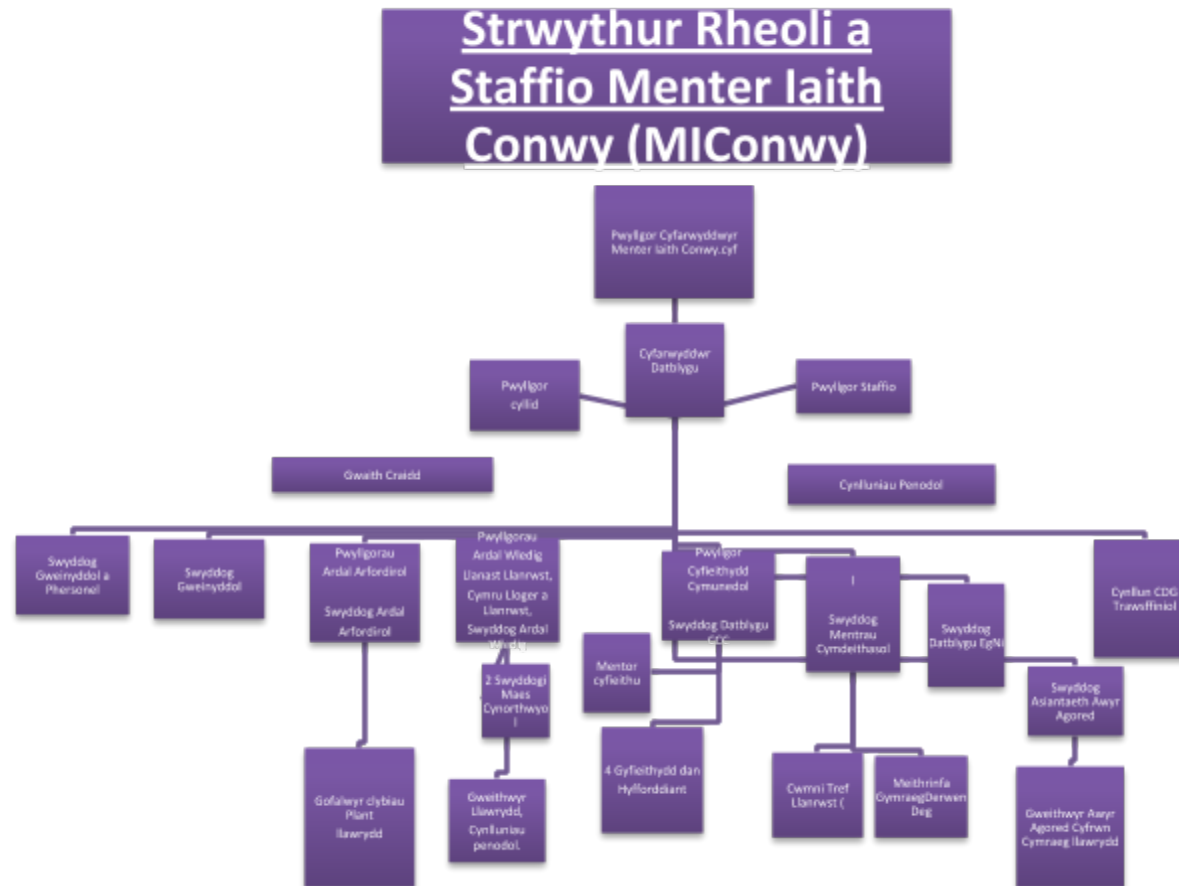 Strwythur Rheoli a
Staffio Menter Iaith
Conwy (MIConwy)
Pwyllgor Cyfarwyddwyr
Menter Iaith Conwy.cyf
Cyfarwyddwr
Datblygu
Pwyllgor
cyllid
Pwyllgor Staffio
Gwaith Craidd
Cynlluniau Penodol
Swyddog
Gweinyddol a
Phersonel
Swyddog
Gweinyddol
Pwyllgorau
Ardal Arfordirol
Swyddog Ardal
Arfordirol
Pwyllgorau
Ardal Wledig
Llanast Llanrwst,
Cymru Lloger a
Llanrwst,
Swyddog Ardal
Wledig
2 Swyddogi
Maes
Cynorthwyo
l
Pwyllgor
Cyfieithydd
Cymunedol
Swyddog Datblygu
CCC
Mentor
cyfieithu
4 Gyfieithydd dan
Hyfforddiant
l
Swyddog
Mentrau
Cymdeithasol
Swyddog
Datblygu EgNi
Cynllun CDG
Trawsffiniol
Swyddog
Asiantaeth Awyr
Agored
Gofalwyr clybiau
Plant
llawrydd
Gweithwyr
Llawrydd,
Cynlluniau
penodol.
Cwmni Tref
Llanrwst (
Meithrinfa
GymraegDerwen
Deg
Gweithwyr Awyr
Agored Cyfrwn
Cymraeg llawrydd